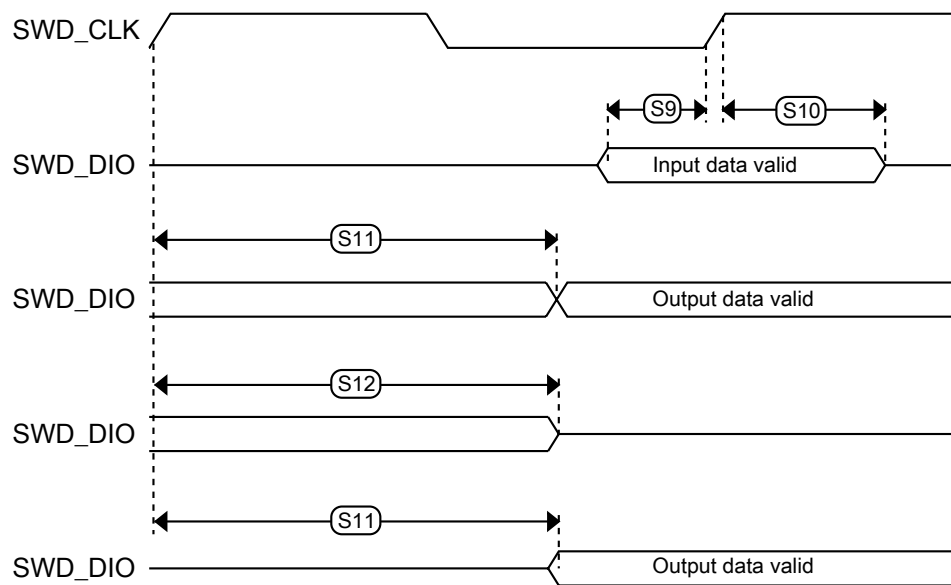 SWD_CLK
S9
S10
SWD_DIO
Input data valid
S11
SWD_DIO
Output data valid
S12
SWD_DIO
S11
SWD_DIO
Output data valid